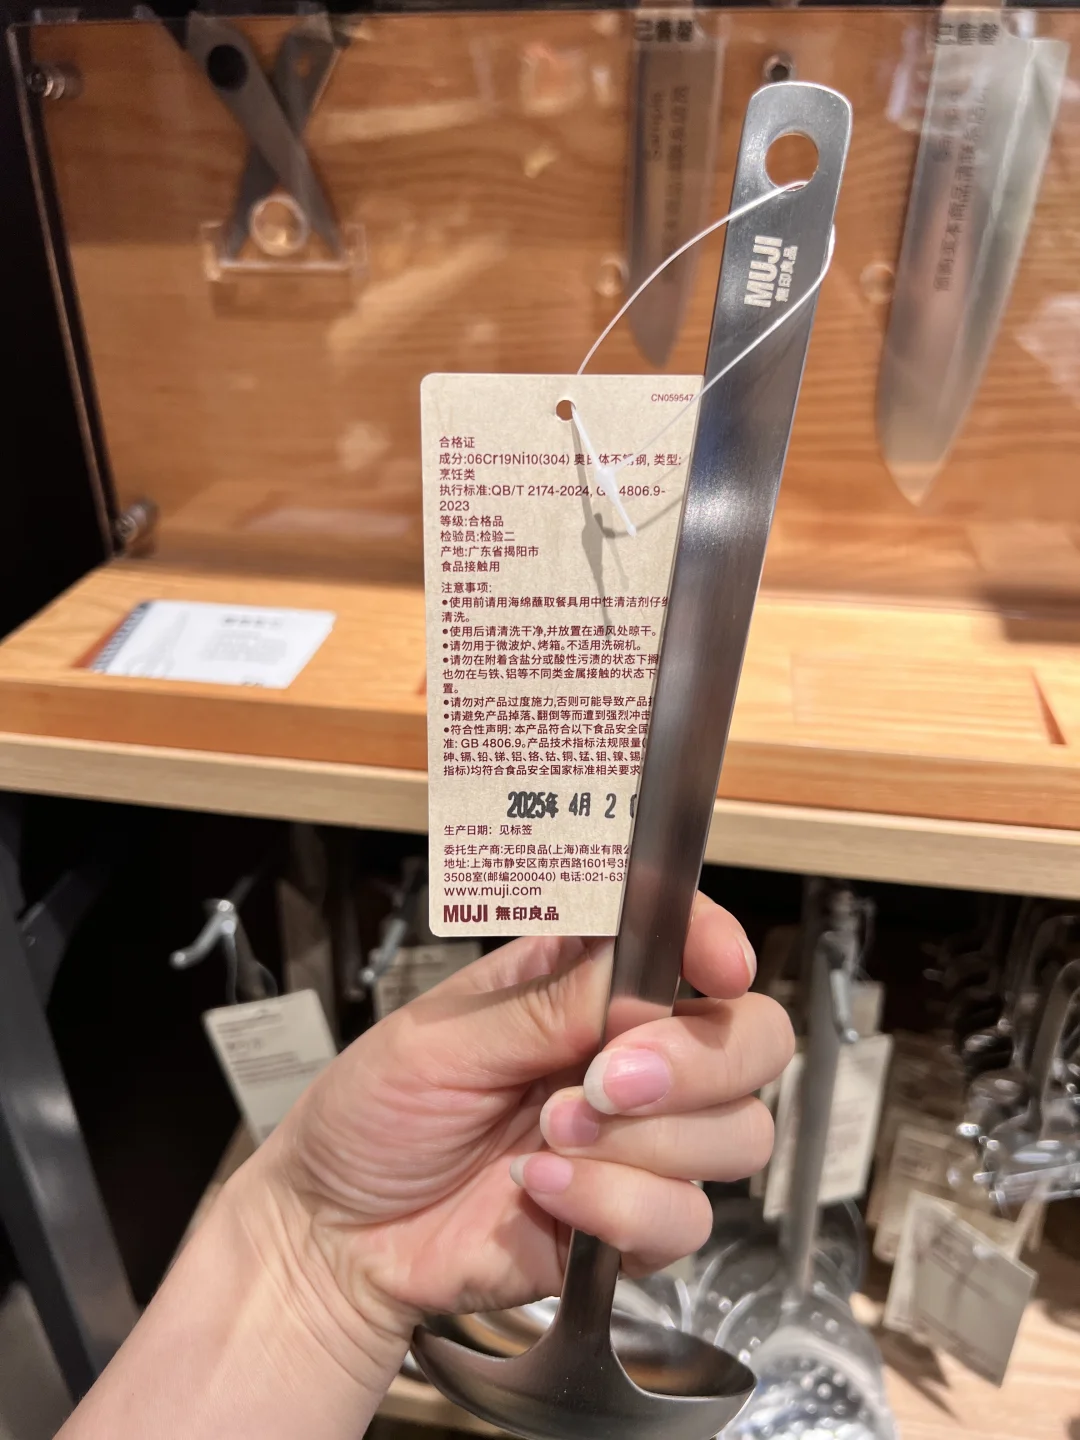 已售罄
已售罄
Sample
MUJI
無印良品
CN059547
合格证
成分:06Cr19Ni10(304) 奥氏体不锈钢, 类型:
烹饪类
执行标准:QB/T 2174-2024, GB 4806.9-
2023
等级:合格品
检验员:检验二
产地:广东省揭阳市
食品接触用
注意事项:
●使用前请用海绵蘸取餐具用中性清洁剂仔
清洗。
●使用后请清洗干净,并放置在通风处晾干。
●请勿用于微波炉、烤箱。不适用洗碗机。
●请勿在附着含盐分或酸性污渍的状态下
也勿在与铁、铝等不同类金属接触的状态下
置。
●请勿对产品过度施力,否则可能导致产品
●请避免产品掉落、翻倒等而遭到强烈冲击
●符合性声明: 本产品符合以下食品安全国
准: GB 4806.9。产品技术指标法规限量(
砷、镉、铅、锑、铝、铬、钴、铜、锰、钼、镍、锡
指标)均符合食品安全国家标准相关要求
2025年 4月 2
生产日期: 见标签
委托生产商:无印良品(上海)商业有限
地址:上海市静安区南京西路1601号
3508室(邮编200040) 电话:021-63
www.muji.com
MUJI 無印良品